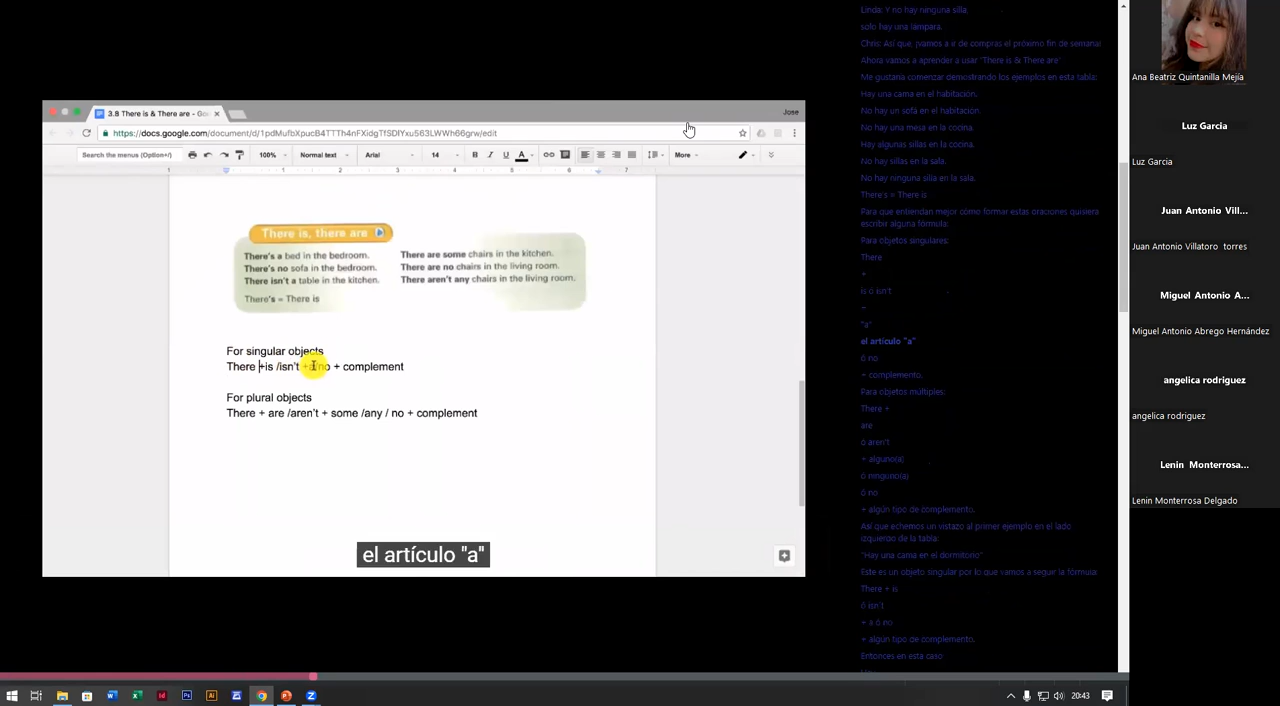 3.8 There is & There are - Goo
Jose
https://docs.google.com/document/d/1pdMufbXpucB4TTTh4nFXidgTfSDIYxu563LWWh66grw/edit
Search the menus (Option+/)
100%
Normal text
Arial
14
B I U A
More
1 1 2 3 4 5 6 7
There is, there are
There's a bed in the bedroom.
There's no sofa in the bedroom.
There isn't a table in the kitchen.
There's = There is
There are some chairs in the kitchen.
There are no chairs in the living room.
There aren't any chairs in the living room.
For singular objects
There +is /isn't +a/no + complement
For plural objects
There + are /aren't + some /any / no + complement
el artículo "a"
Linda: Y no hay ninguna silla,
solo hay una lámpara.
Chris: Así que, ¡vamos a ir de compras el próximo fin de semana!
Ahora vamos a aprender a usar "There is & There are"
Me gustaría comenzar demostrando los ejemplos en esta tabla:
Hay una cama en el habitación.
No hay un sofá en el habitación.
No hay una mesa en la cocina.
Hay algunas sillas en la cocina.
No hay sillas en la sala.
No hay ninguna silla en la sala.
There's = There is
Para que entiendan mejor como formar estas oraciones quisiera
escribir alguna fórmula:
Para objetos singulares:
There
+
is ó isn't
+
"a"
el artículo "a"
ó no
+ complemento.
Para objetos múltiples:
There +
are
ó aren't
+ alguno(a)
ó ninguno(a)
ó no
+ algún tipo de complemento.
Así que echemos un vistazo al primer ejemplo en el lado
izquierdo de la tabla:
"Hay una cama en el dormitorio"
Este es un objeto singular por lo que vamos a seguir la fórmula:
There + is
ó isn't
+ a ó no
+ algún tipo de complemento.
Entonces en esta caso
Ana Beatriz Quintanilla Mejía
Luz Garcia
Luz Garcia
Juan Antonio Vill...
Juan Antonio Villatoro torres
Miguel Antonio A...
Miguel Antonio Abrego Hernández
angelica rodriguez
angelica rodriguez
Lenin Monterrosa...
Lenin Monterrosa Delgado
20:43